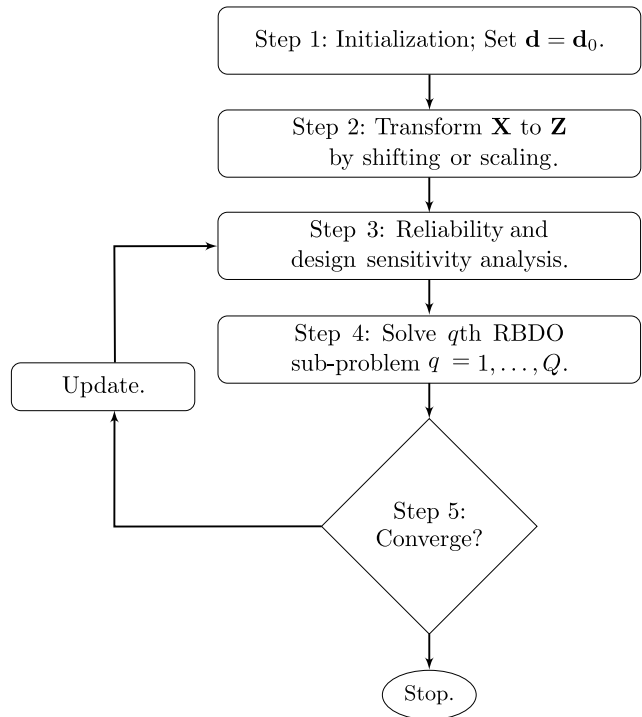 Step 1: Initialization; Set d = d₀.
Step 2: Transform X to Z
by shifting or scaling.
Step 3: Reliability and
design sensitivity analysis.
Step 4: Solve qth RBDO
sub-problem q = 1, . . . , Q.
Update.
Step 5:
Converge?
Stop.